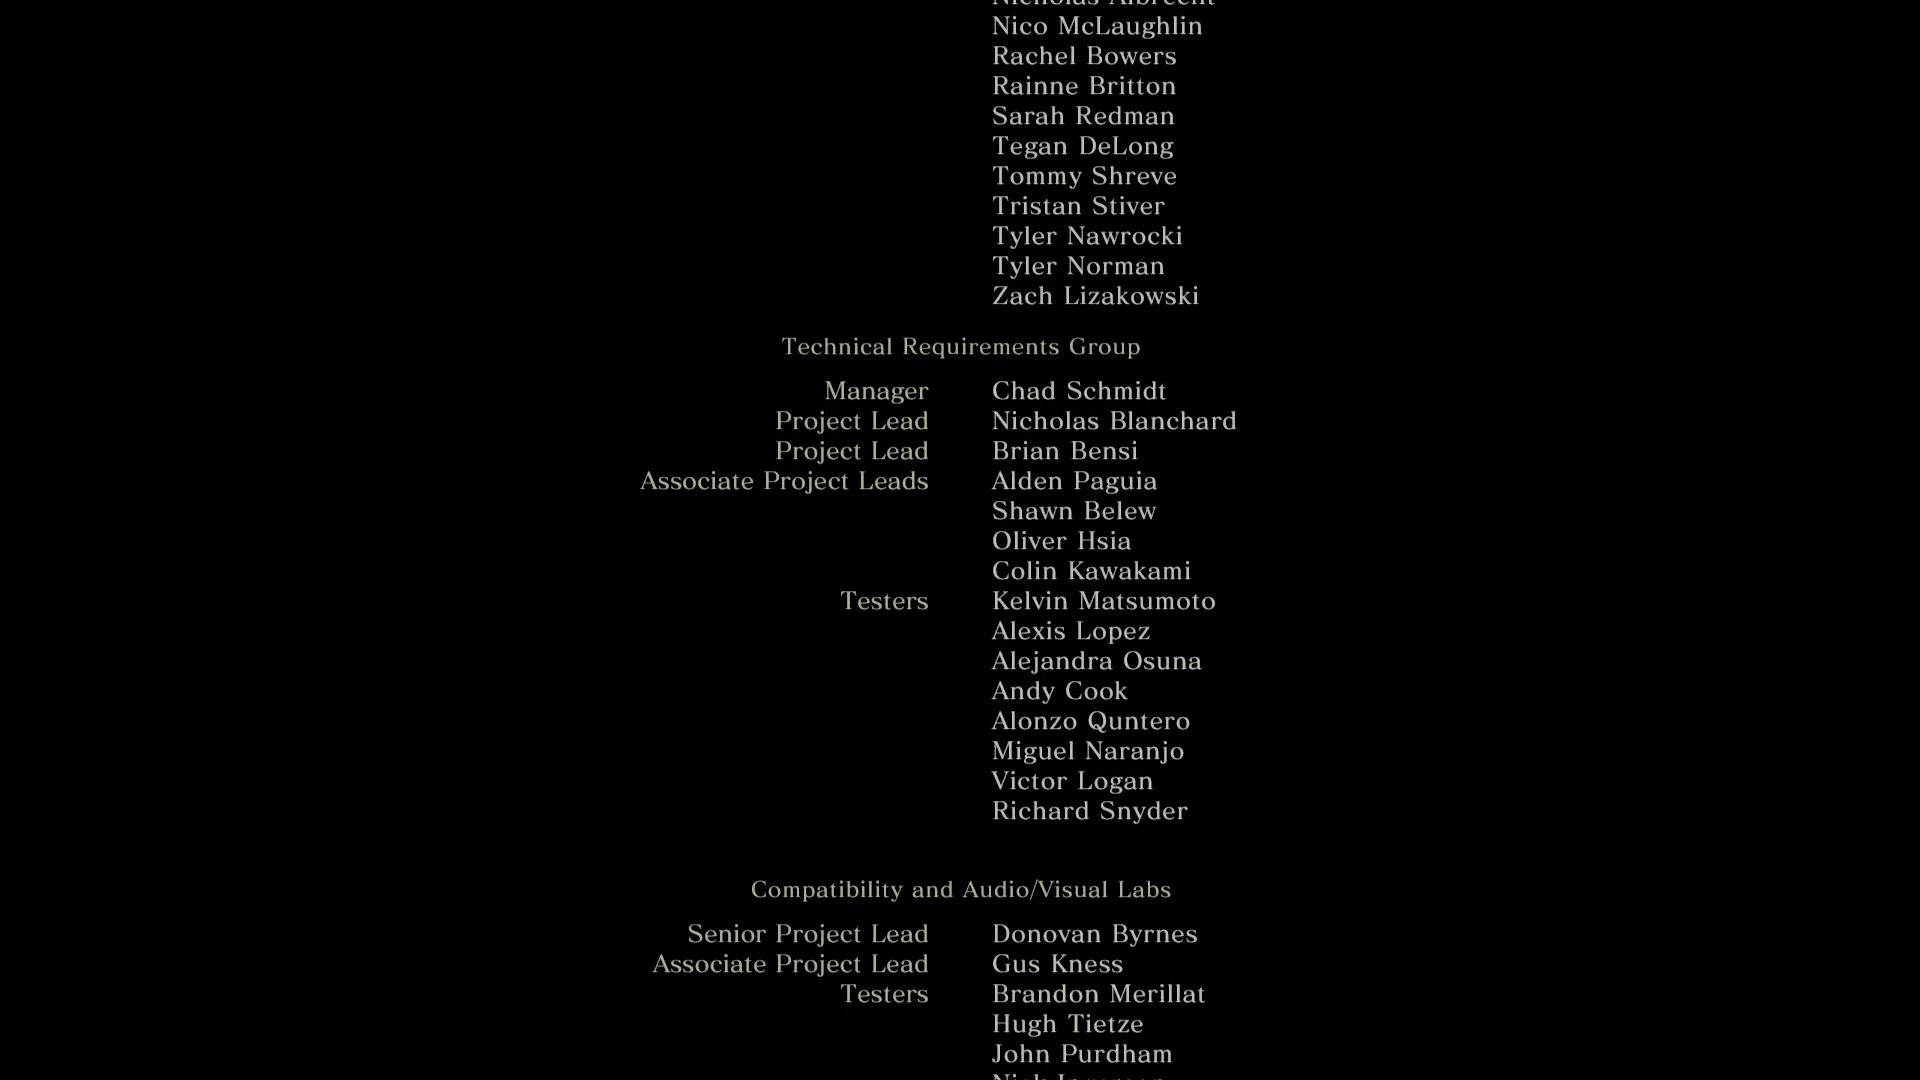 Nicholas Albrecht
Nico McLaughlin
Rachel Bowers
Rainne Britton
Sarah Redman
Tegan DeLong
Tommy Shreve
Tristan Stiver
Tyler Nawrocki
Tyler Norman
Zach Lizakowski
Technical Requirements Group
Manager Chad Schmidt
Project Lead Nicholas Blanchard
Project Lead Brian Bensi
Associate Project Leads Alden Paguia
Shawn Belew
Oliver Hsia
Colin Kawakami
Testers Kelvin Matsumoto
Alexis Lopez
Alejandra Osuna
Andy Cook
Alonzo Quntero
Miguel Naranjo
Victor Logan
Richard Snyder
Compatibility and Audio/Visual Labs
Senior Project Lead Donovan Byrnes
Associate Project Lead Gus Kness
Testers Brandon Merillat
Hugh Tietze
John Purdham